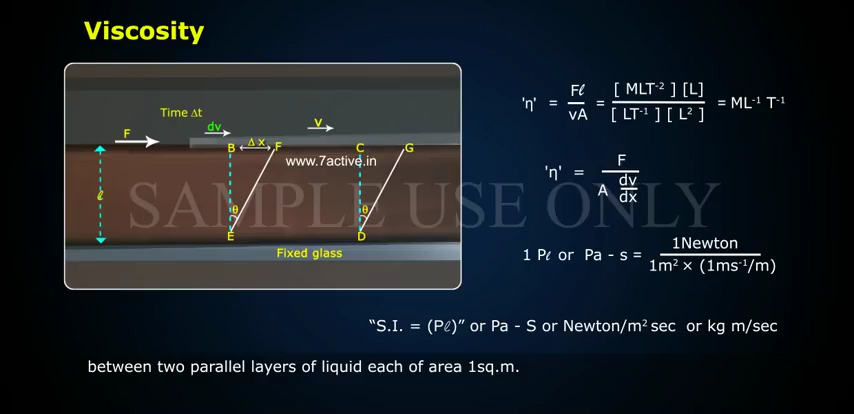 Viscosity
Time Δt
F
dv
v
B
Δ x
F
C
G
www.7active.in
ℓ
θ
θ
E
D
Fixed glass
SAMPLE USE ONLY
'η' = Fℓ / vA = [ MLT⁻² ] [L] / [ LT⁻¹ ] [ L² ] = ML⁻¹ T⁻¹
'η' = F / A dv/dx
1 Pℓ or Pa - s = 1Newton / 1m² × (1ms⁻¹/m)
“S.I. = (Pℓ)” or Pa - S or Newton/m² sec or kg m/sec
between two parallel layers of liquid each of area 1sq.m.